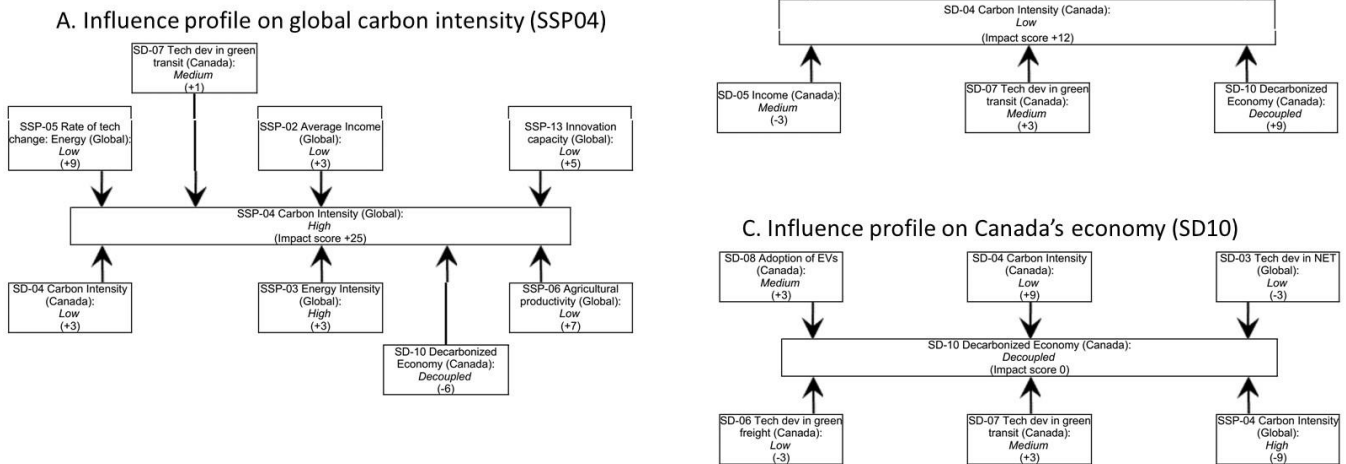 A. Influence profile on global carbon intensity (SSP04)
SD-07 Tech dev in green
transit (Canada):
Medium
(+1)
SSP-05 Rate of tech
change: Energy (Global):
Low
(+9)
SSP-02 Average Income
(Global):
Low
(+3)
SSP-13 Innovation
capacity (Global):
Low
(+5)
SSP-04 Carbon Intensity (Global):
High
(Impact score +25)
SD-04 Carbon Intensity
(Canada):
Low
(+3)
SSP-03 Energy Intensity
(Global):
High
(+3)
SSP-06 Agricultural
productivity (Global):
Low
(+7)
SD-10 Decarbonized
Economy (Canada):
Decoupled
(-6)
SD-04 Carbon Intensity (Canada):
Low
(Impact score +12)
SD-05 Income (Canada):
Medium
(-3)
SD-07 Tech dev in green
transit (Canada):
Medium
(+3)
SD-10 Decarbonized
Economy (Canada):
Decoupled
(+9)
C. Influence profile on Canada's economy (SD10)
SD-08 Adoption of EVs
(Canada):
Medium
(+3)
SD-04 Carbon Intensity
(Canada):
Low
(+9)
SD-03 Tech dev in NET
(Global):
Low
(-3)
SD-10 Decarbonized Economy (Canada):
Decoupled
(Impact score 0)
SD-06 Tech dev in green
freight (Canada):
Low
(-3)
SD-07 Tech dev in green
transit (Canada):
Medium
(+3)
SSP-04 Carbon Intensity
(Global):
High
(-9)